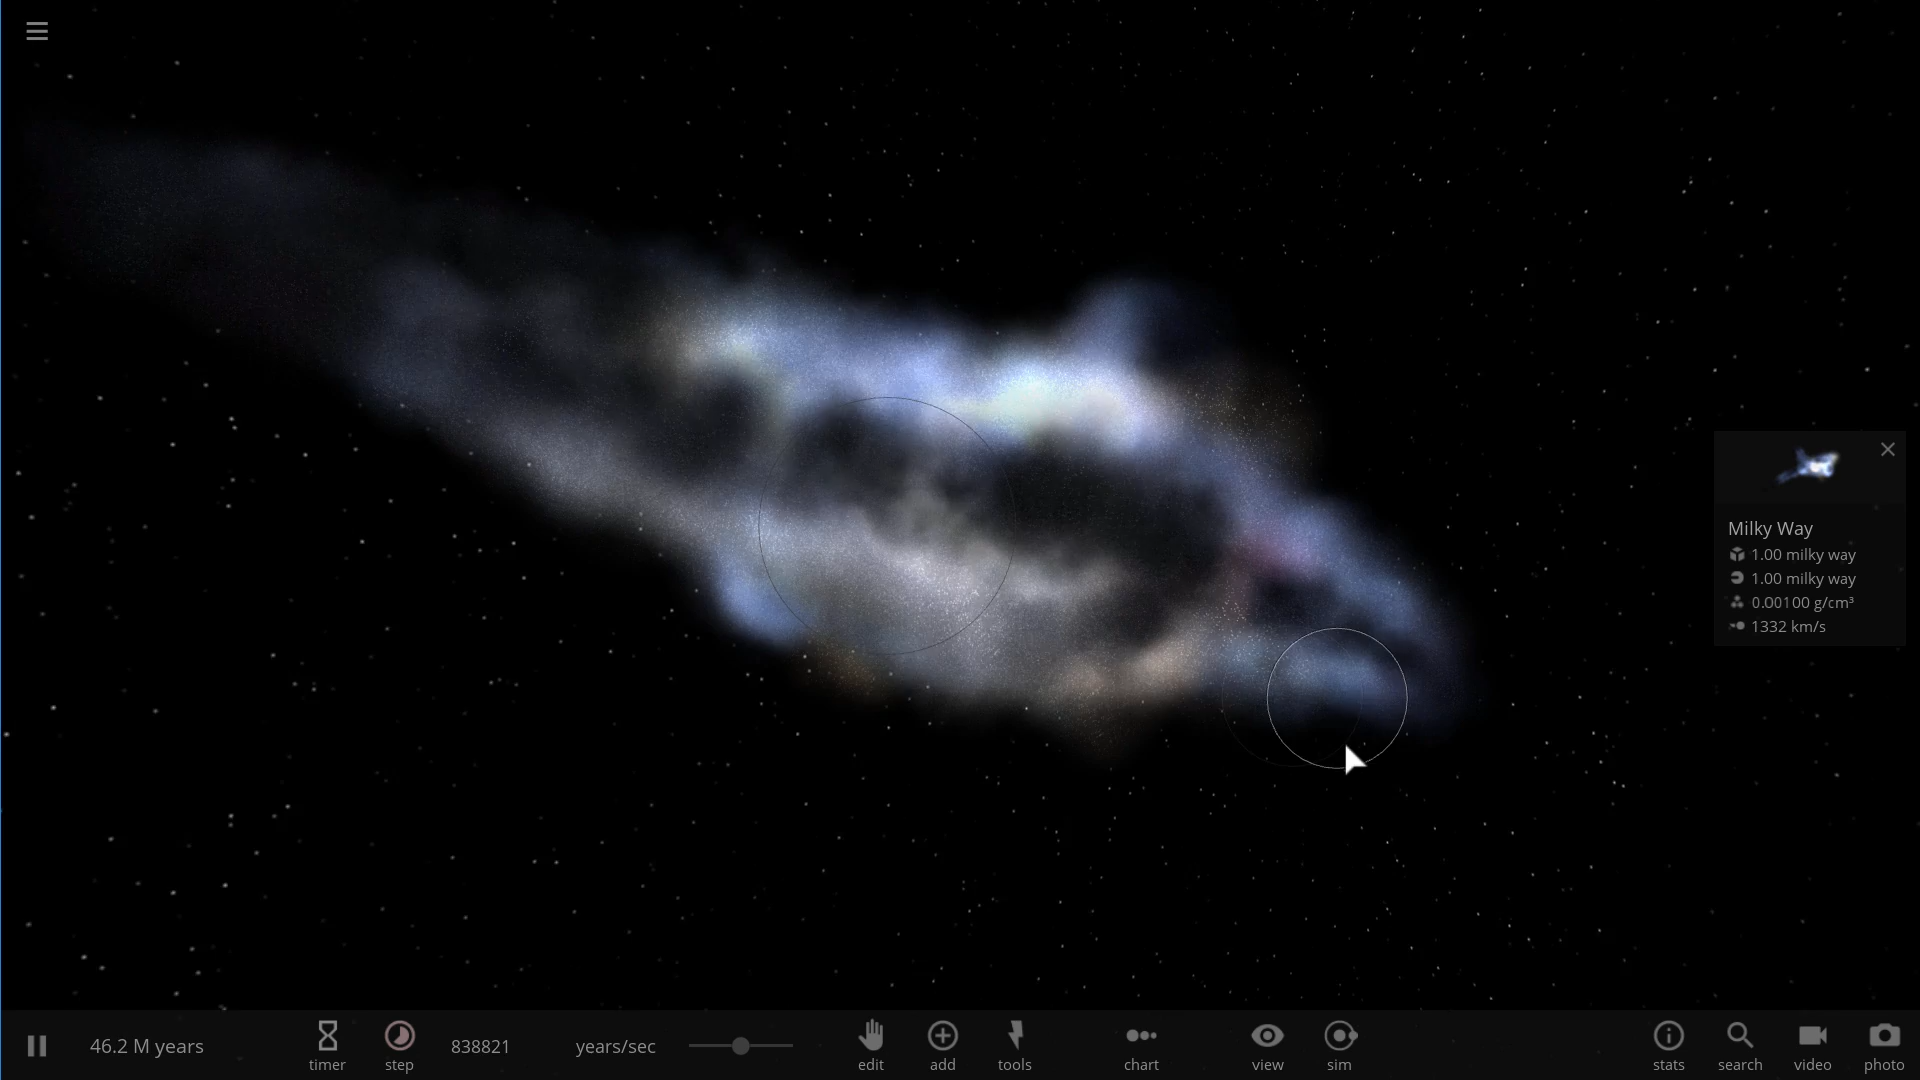 Milky Way
1.00 milky way
1.00 milky way
0.00100 g/cm³
1332 km/s
46.2 M years
timer
step
838821
years/sec
edit
add
tools
chart
view
sim
stats
search
video
photo